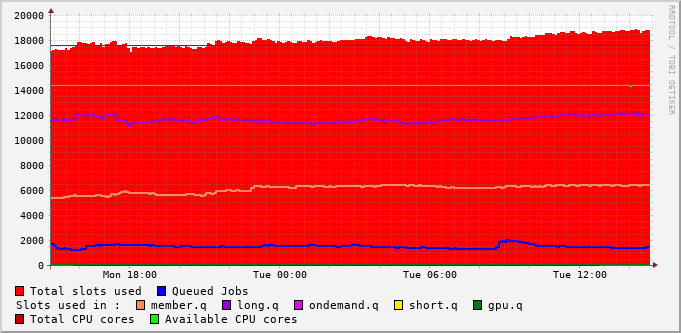 20000
18000
16000
14000
12000
10000
8000
6000
4000
2000
0
Mon 18:00 Tue 00:00 Tue 06:00 Tue 12:00
RRDTOOL / TOBI OETIKER
Total slots used Queued Jobs
Slots used in : member.q long.q ondemand.q short.q gpu.q
Total CPU cores Available CPU cores